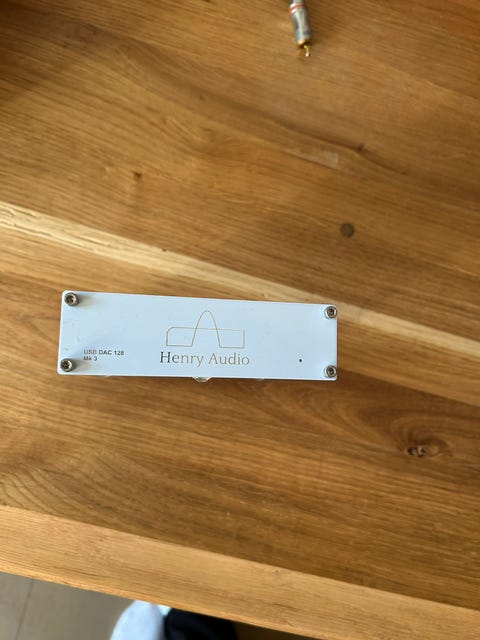 USB DAC 128
Mk 3
Henry Audio